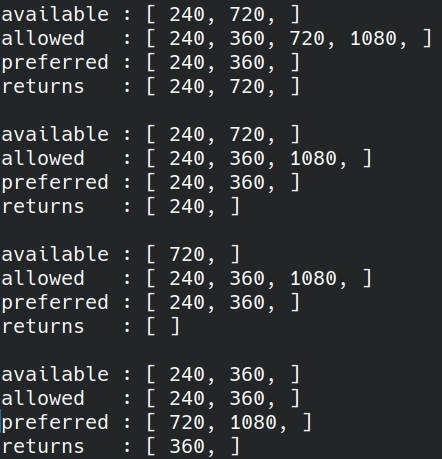 available : [ 240, 720, ]
allowed   : [ 240, 360, 720, 1080, ]
preferred : [ 240, 360, ]
returns   : [ 240, 720, ]

available : [ 240, 720, ]
allowed   : [ 240, 360, 1080, ]
preferred : [ 240, 360, ]
returns   : [ 240, ]

available : [ 720, ]
allowed   : [ 240, 360, 1080, ]
preferred : [ 240, 360, ]
returns   : [ ]

available : [ 240, 360, ]
allowed   : [ 240, 360, ]
preferred : [ 720, 1080, ]
returns   : [ 360, ]